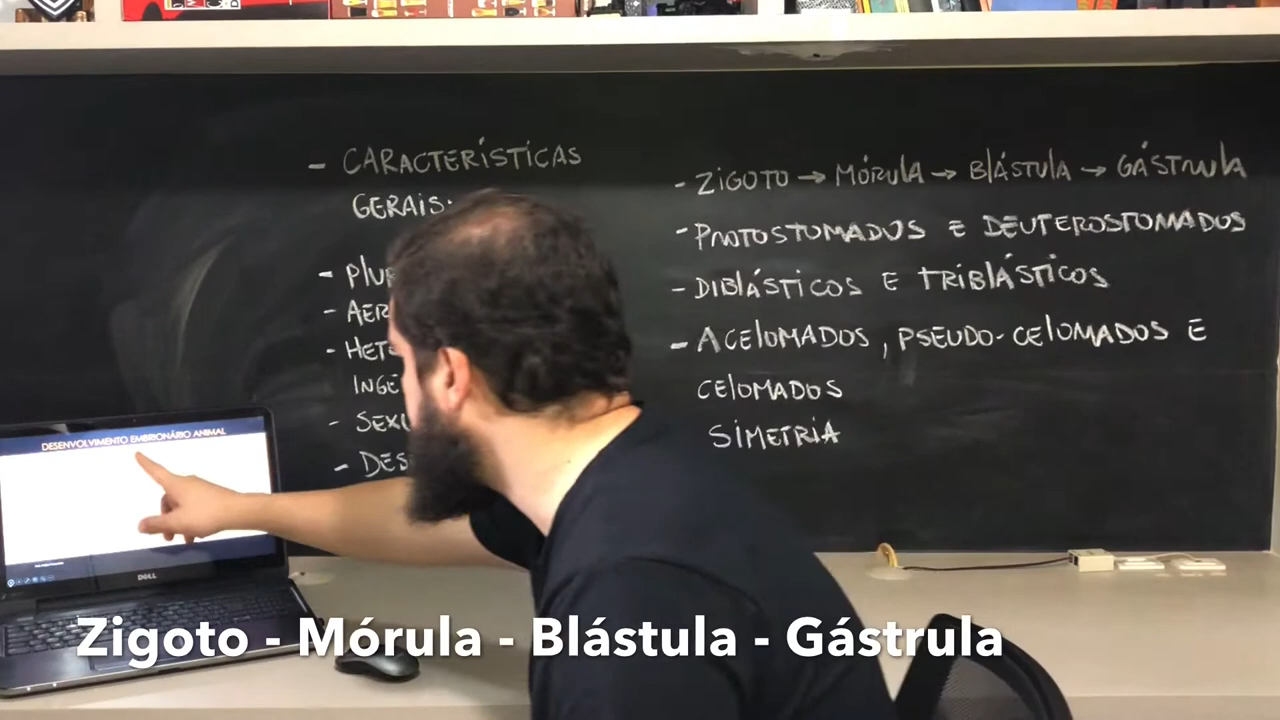 - CARACTERÍSTICAS
GERAIS:
- SIMETRIA
- ZIGOTO → MÓRULA → BLÁSTULA → GÁSTRULA
- PROTOSTOMADOS E DEUTEROSTOMADOS
- DIBLÁSTICOS E TRIBLÁSTICOS
- ACELOMADOS, PSEUDO-CELOMADOS E
CELOMADOS
SIMETRIA
DESENVOLVIMENTO EMBRIONÁRIO ANIMAL
DELL
Zigoto - Mórula - Blástula - Gástrula